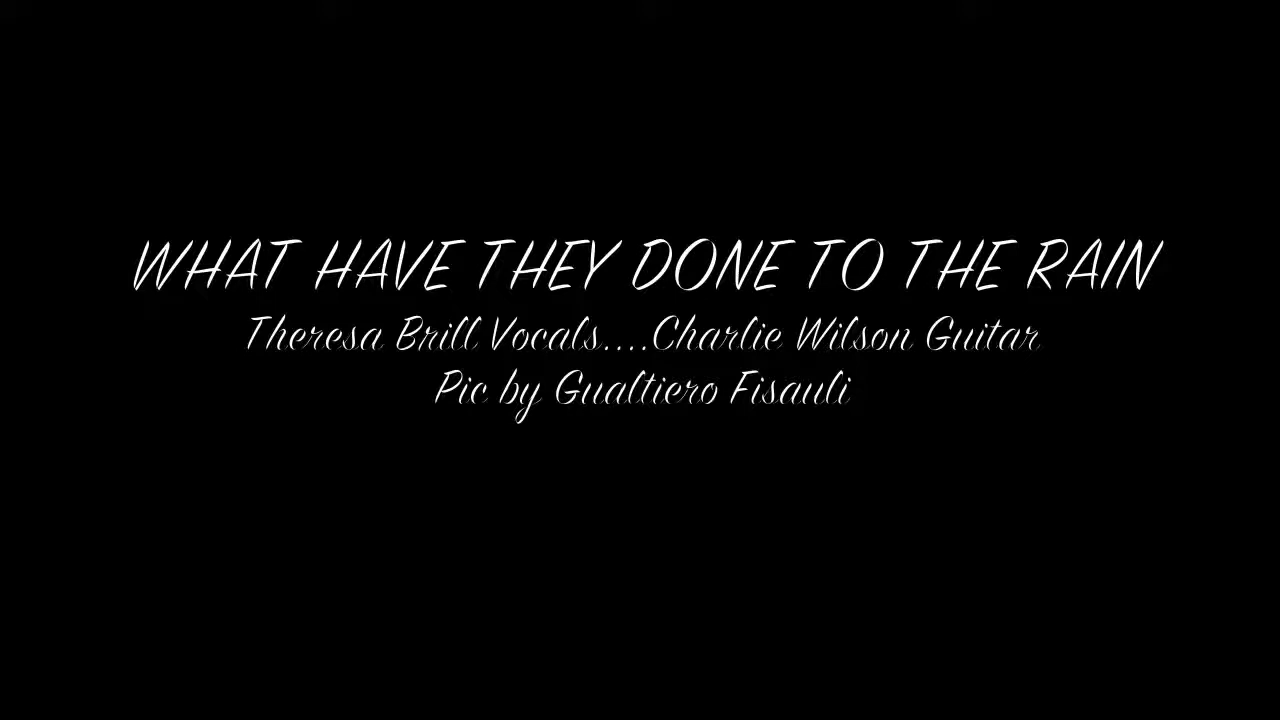 WHAT HAVE THEY DONE TO THE RAIN
Theresa Brill Vocals....Charlie Wilson Guitar
Pic by Gualtiero Fisauli